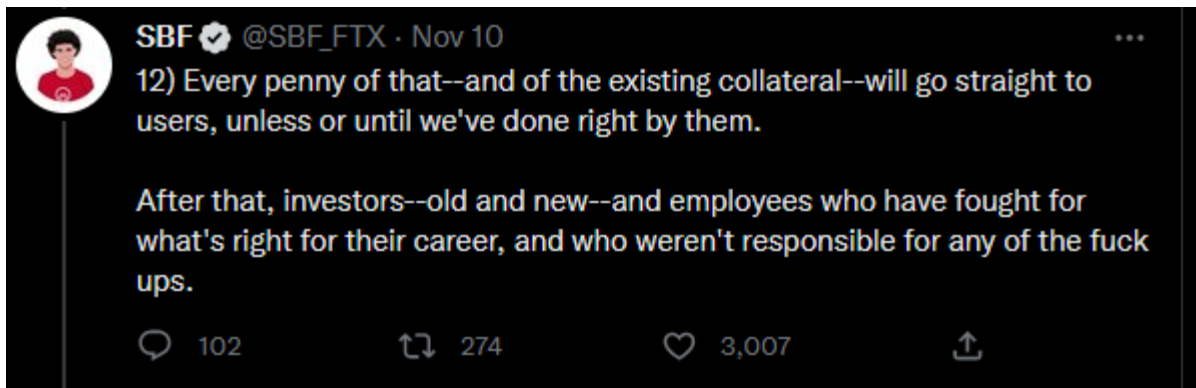 SBF @SBF_FTX · Nov 10
12) Every penny of that--and of the existing collateral--will go straight to
users, unless or until we've done right by them.
After that, investors--old and new--and employees who have fought for
what's right for their career, and who weren't responsible for any of the fuck
ups.
102 274 3,007